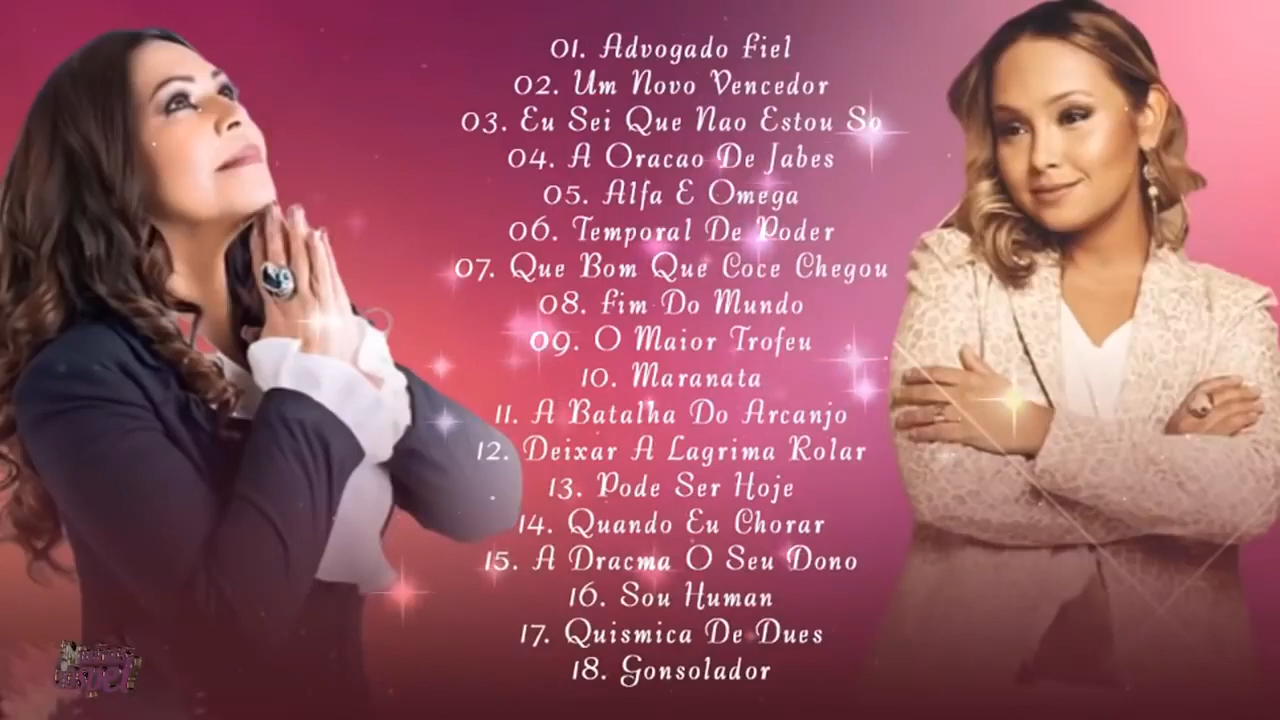 01. Advogado Fiel
02. Um Novo Vencedor
03. Eu Sei Que Nao Estou So
04. A Oracao De Jabes
05. Alfa E Omega
06. Temporal De Poder
07. Que Bom Que Coce Chegou
08. Fim Do Mundo
09. O Maior Trofeu
10. Maranata
11. A Batalha Do Arcanjo
12. Deixar A Lagrima Rolar
13. Pode Ser Hoje
14. Quando Eu Chorar
15. A Dracma O Seu Dono
16. Sou Human
17. Quismica De Dues
18. Gonsolador